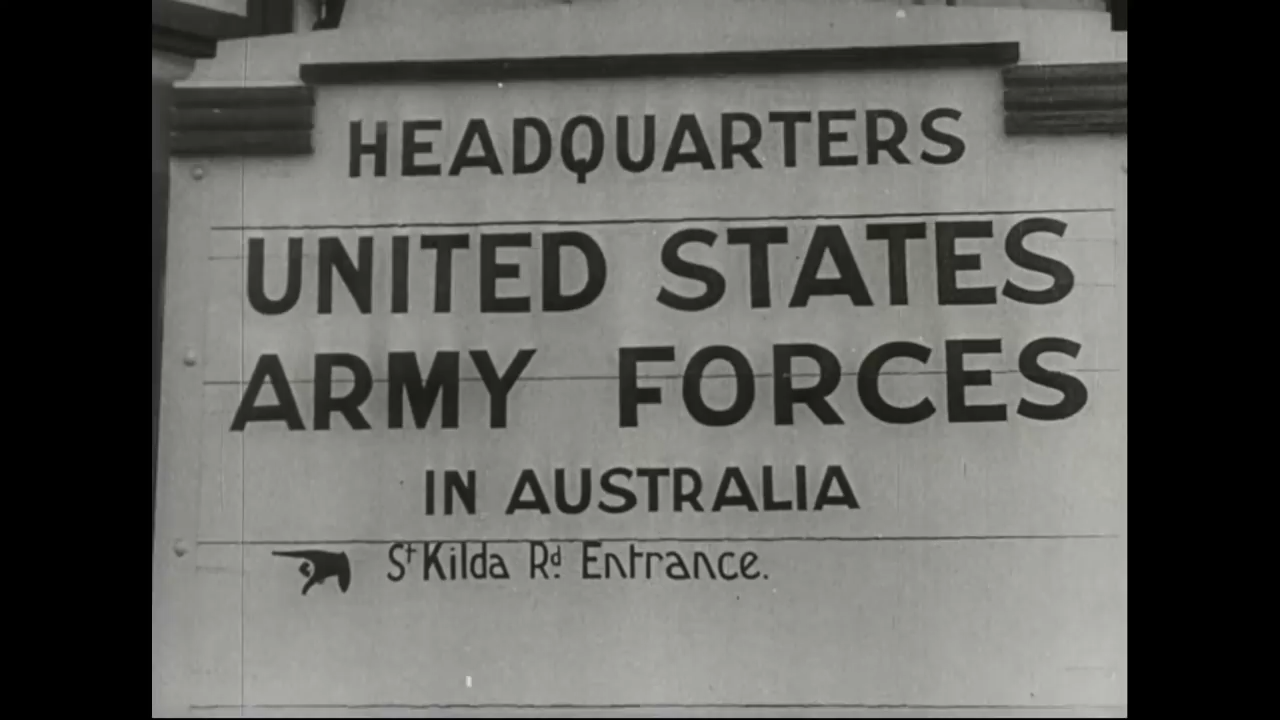 HEADQUARTERS
UNITED STATES
ARMY FORCES
IN AUSTRALIA
St Kilda Rd. Entrance.